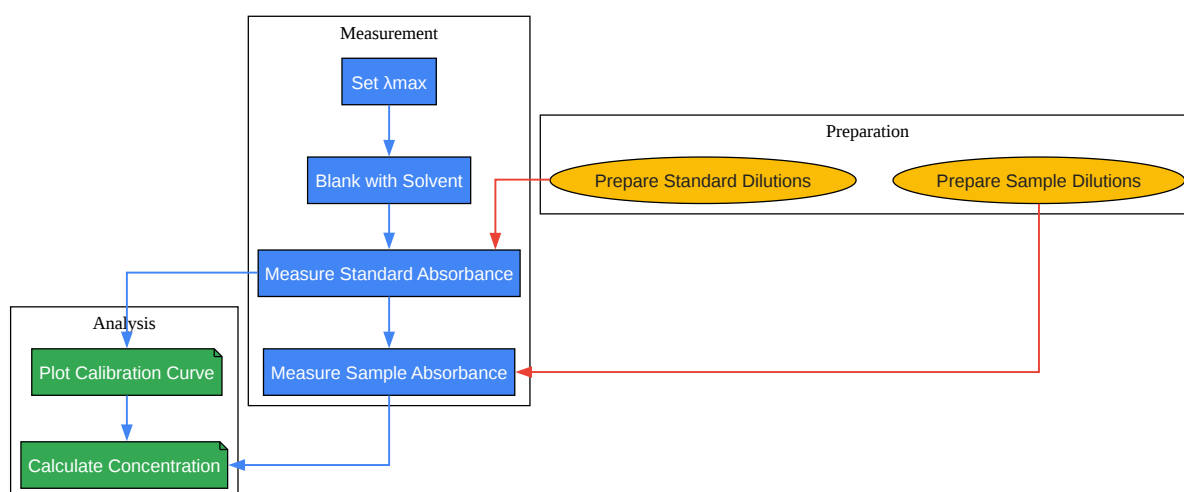 Measurement
Set λmax
Preparation
Blank with Solvent
Prepare Standard Dilutions
Prepare Sample Dilutions
Measure Standard Absorbance
Analysis
Plot Calibration Curve
Measure Sample Absorbance
Calculate Concentration